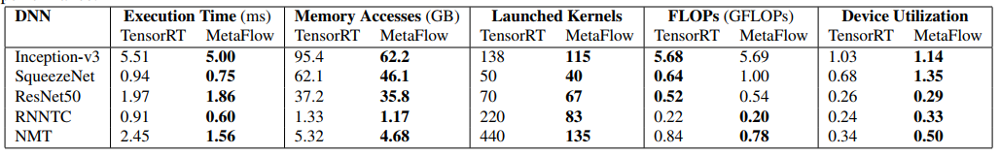 DNN Execution Time (ms) Memory Accesses (GB) Launched Kernels FLOPs (GFLOPs) Device Utilization
TensorRT MetaFlow TensorRT MetaFlow TensorRT MetaFlow TensorRT MetaFlow TensorRT MetaFlow
Inception-v3 5.51 5.00 95.4 62.2 138 115 5.68 5.69 1.03 1.14
SqueezeNet 0.94 0.75 62.1 46.1 50 40 0.64 1.00 0.68 1.35
ResNet50 1.97 1.86 37.2 35.8 70 67 0.52 0.54 0.26 0.29
RNNTC 0.91 0.60 1.33 1.17 220 83 0.22 0.20 0.24 0.33
NMT 2.45 1.56 5.32 4.68 440 135 0.84 0.78 0.34 0.50